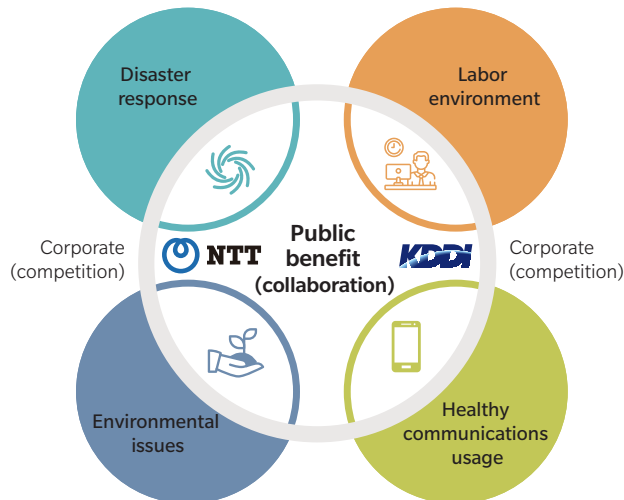 Disaster
response
Labor
environment
Corporate
(competition)
NTT
Public
benefit
(collaboration)
KDDI
Corporate
(competition)
Environmental
issues
Healthy
communications
usage